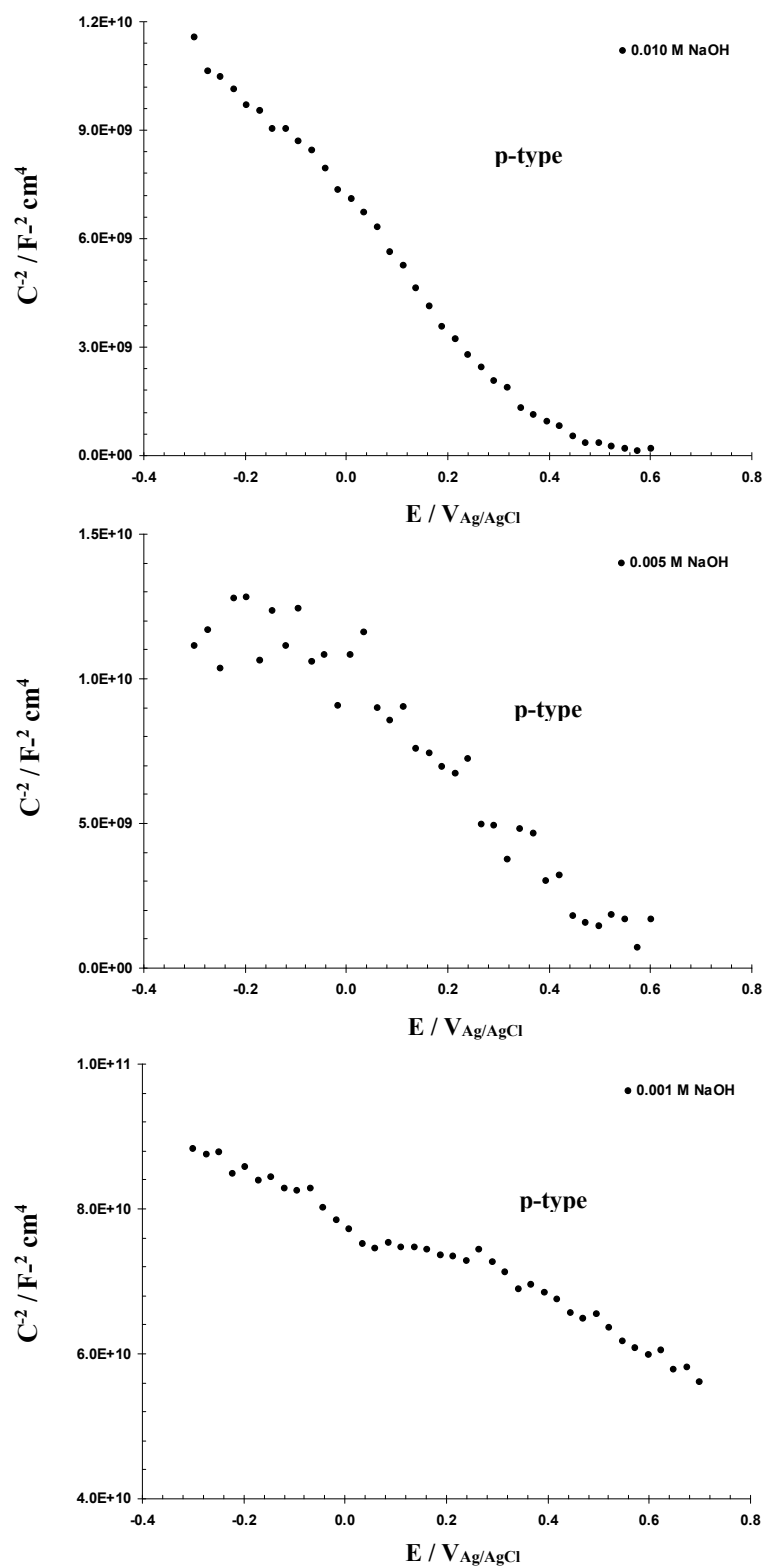 1.2E+10
0.010 M NaOH
9.0E+09
p-type
6.0E+09
C-2 / F-2 cm4
3.0E+09
0.0E+00
-0.4 -0.2 0.0 0.2 0.4 0.6 0.8
E / VAg/AgCl
1.5E+10
0.005 M NaOH
1.0E+10
p-type
C-2 / F-2 cm4
5.0E+09
0.0E+00
-0.4 -0.2 0.0 0.2 0.4 0.6 0.8
E / VAg/AgCl
1.0E+11
0.001 M NaOH
8.0E+10
p-type
C-2 / F-2 cm4
6.0E+10
4.0E+10
-0.4 -0.2 0.0 0.2 0.4 0.6 0.8
E / VAg/AgCl